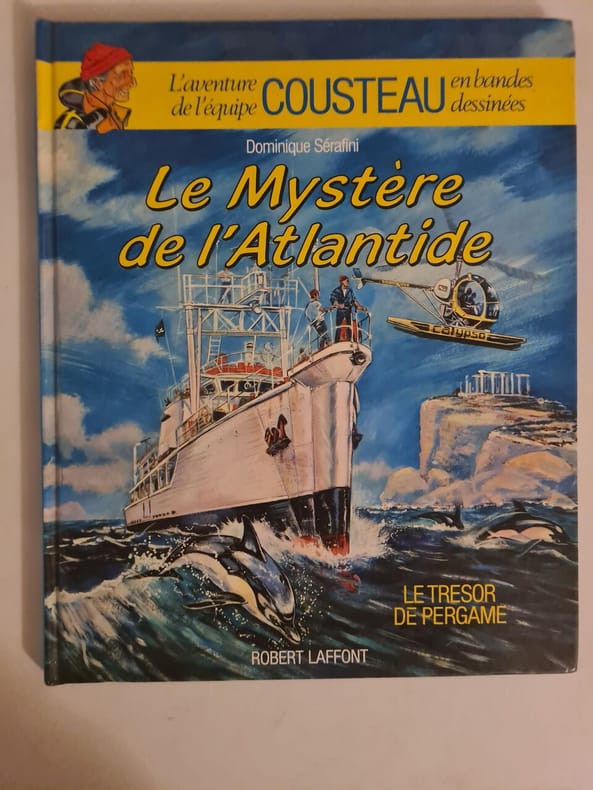 L'aventure
de l'équipe
COUSTEAU
en bandes
dessinées
Dominique Sérafini
Le Mystère
de l'Atlantide
Calypso
LE TRESOR
DE PERGAME
ROBERT LAFFONT